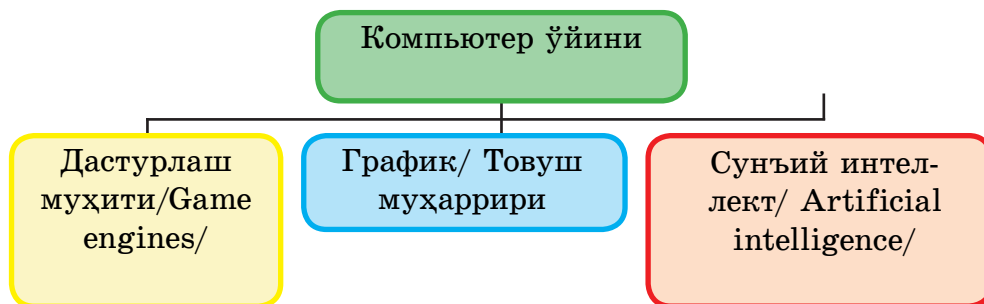 Компьютер ўйини
Дастурлаш
муҳити/Game
engines/
График/ Товуш
муҳаррири
Сунъий интел-
лект/ Artificial
intelligence/